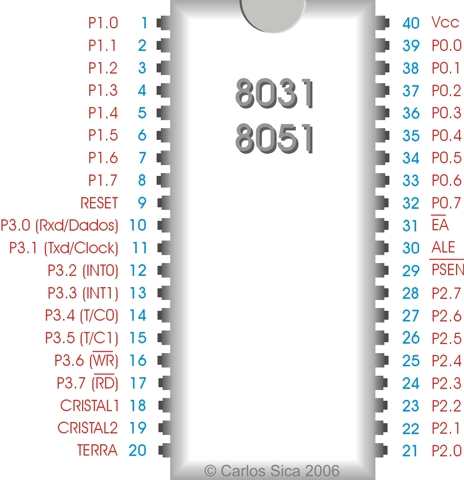 P1.0 1 40 Vcc
P1.1 2 39 P0.0
P1.2 3 38 P0.1
P1.3 4 37 P0.2
P1.4 5 36 P0.3
P1.5 6 35 P0.4
P1.6 7 34 P0.5
P1.7 8 33 P0.6
RESET 9 32 P0.7
P3.0 (Rxd/Dados) 10 31 EA
P3.1 (Txd/Clock) 11 30 ALE
P3.2 (INT0) 12 29 PSEN
P3.3 (INT1) 13 28 P2.7
P3.4 (T/C0) 14 27 P2.6
P3.5 (T/C1) 15 26 P2.5
P3.6 (WR) 16 25 P2.4
P3.7 (RD) 17 24 P2.3
CRISTAL1 18 23 P2.2
CRISTAL2 19 22 P2.1
TERRA 20 21 P2.0
8031
8051
© Carlos Sica 2006